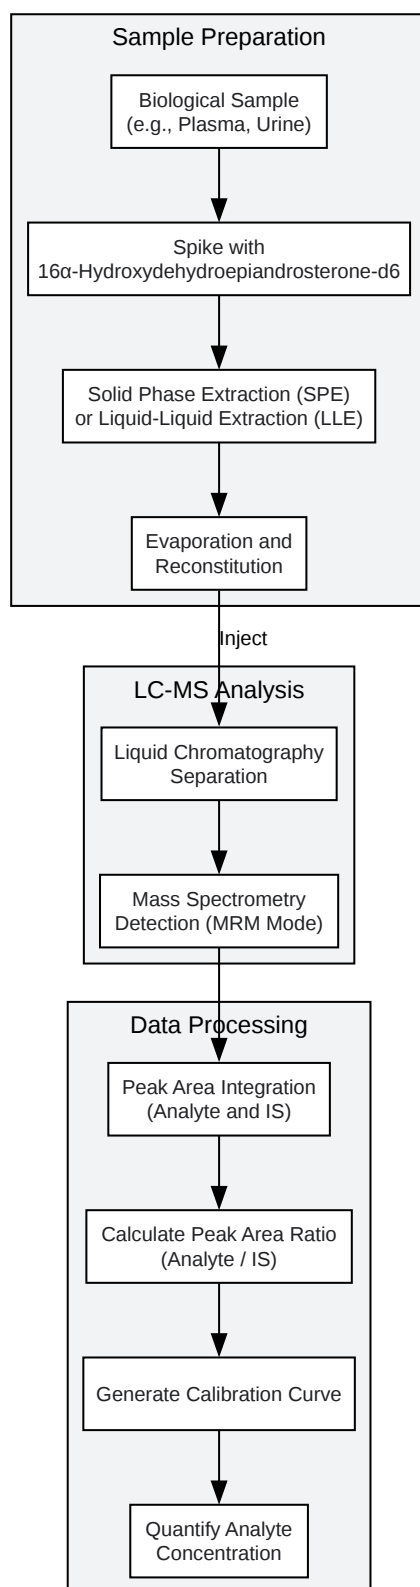 Sample Preparation
Biological Sample
(e.g., Plasma, Urine)
Spike with
16α-Hydroxydehydroepiandrosterone-d6
Solid Phase Extraction (SPE)
or Liquid-Liquid Extraction (LLE)
Evaporation and
Reconstitution
Inject
LC-MS Analysis
Liquid Chromatography
Separation
Mass Spectrometry
Detection (MRM Mode)
Data Processing
Peak Area Integration
(Analyte and IS)
Calculate Peak Area Ratio
(Analyte / IS)
Generate Calibration Curve
Quantify Analyte
Concentration